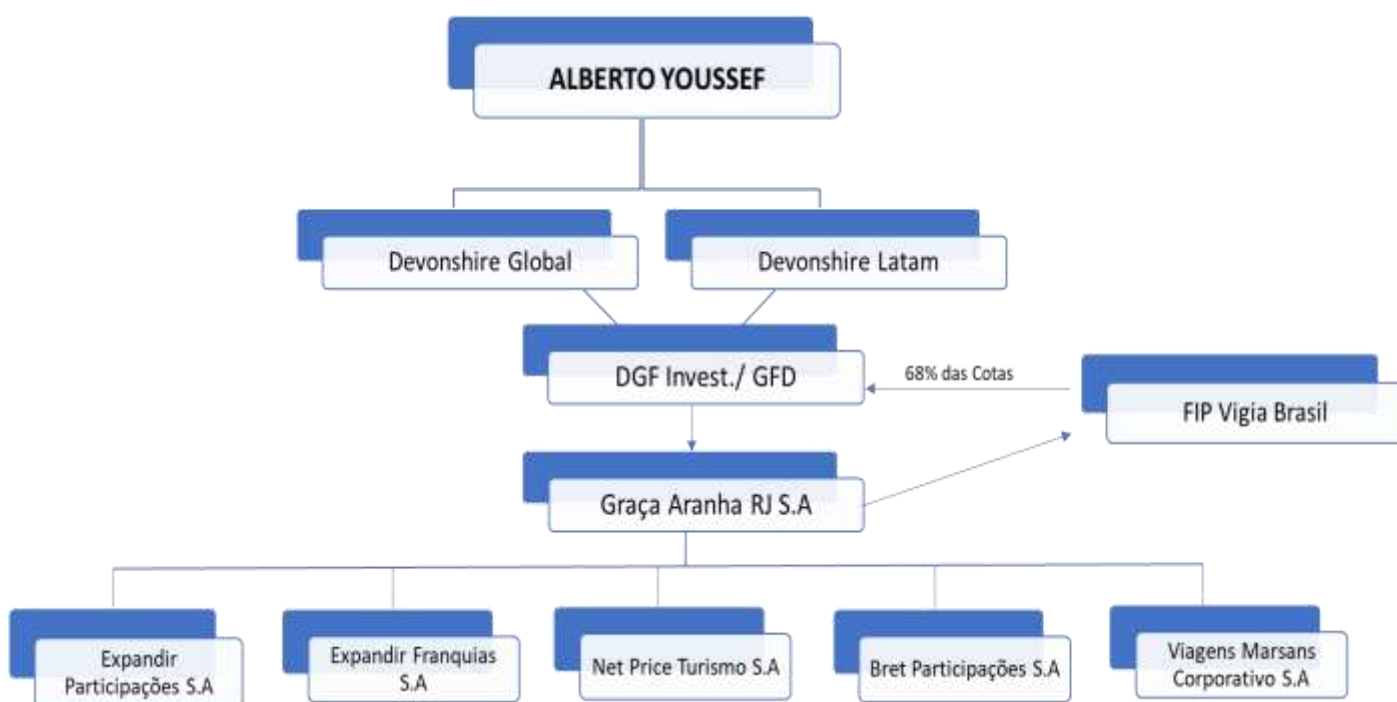 ALBERTO YOUSSEF
Devonshire Global
Devonshire Latam
DGF Invest./ GFD
68% das Cotas
FIP Vigia Brasil
Graça Aranha RJ S.A
Expandir
Participações S.A
Expandir Franquias
S.A
Net Price Turismo S.A
Bret Participações S.A
Viagens Marsans
Corporativo S.A